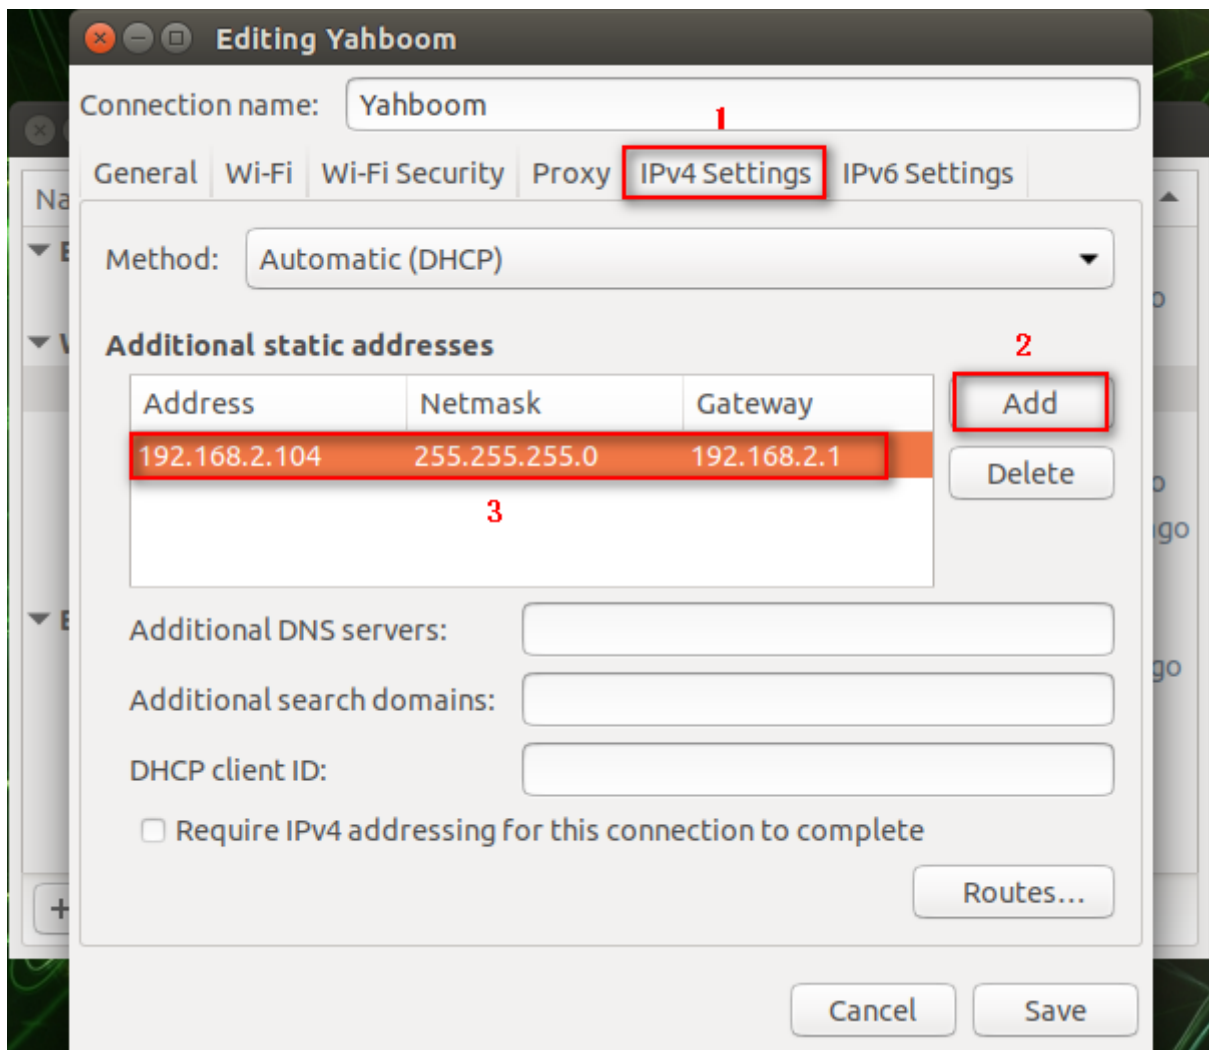 Editing Yahboom
Connection name: Yahboom
1
General Wi-Fi Wi-Fi Security Proxy IPv4 Settings IPv6 Settings
Method: Automatic (DHCP)
Additional static addresses
2
Address Netmask Gateway Add
192.168.2.104 255.255.255.0 192.168.2.1
Delete
3
Additional DNS servers:
Additional search domains:
DHCP client ID:
Require IPv4 addressing for this connection to complete
Routes...
Cancel Save